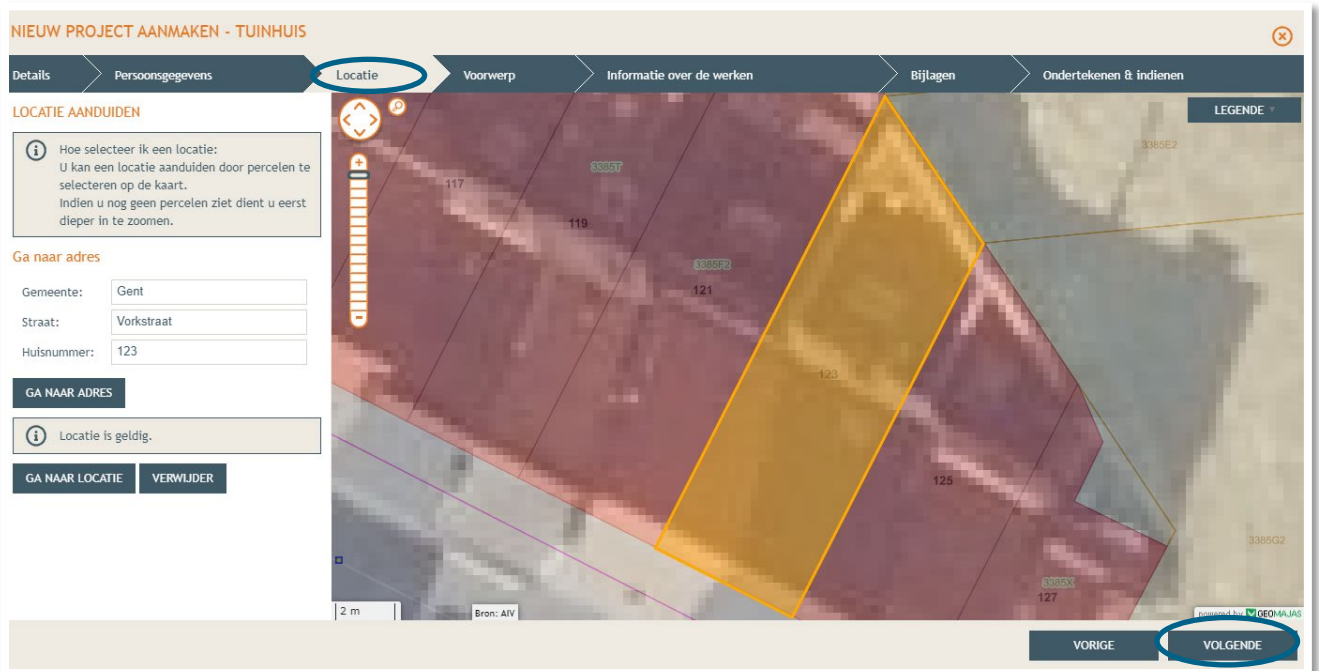 NIEUW PROJECT AANMAKEN - TUINHUIS
Details
Persoonsgegevens
Locatie
Voorwerp
Informatie over de werken
Bijlagen
Ondertekenen & indienen
LOCATIE AANDUIDEN
Hoe selecteer ik een locatie:
U kan een locatie aanduiden door percelen te
selecteren op de kaart.
Indien u nog geen percelen ziet dient u eerst
dieper in te zoomen.
Ga naar adres
Gemeente: Gent
Straat: Vorkstraat
Huisnummer: 123
GA NAAR ADRES
Locatie is geldig.
GA NAAR LOCATIE
VERWIJDER
LEGENDE
3385E2
3385T
117
119
3385F2
121
123
125
3385G2
3385X
127
2 m
Bron: AIV
powered by GEOMAJAS
VORIGE
VOLGENDE